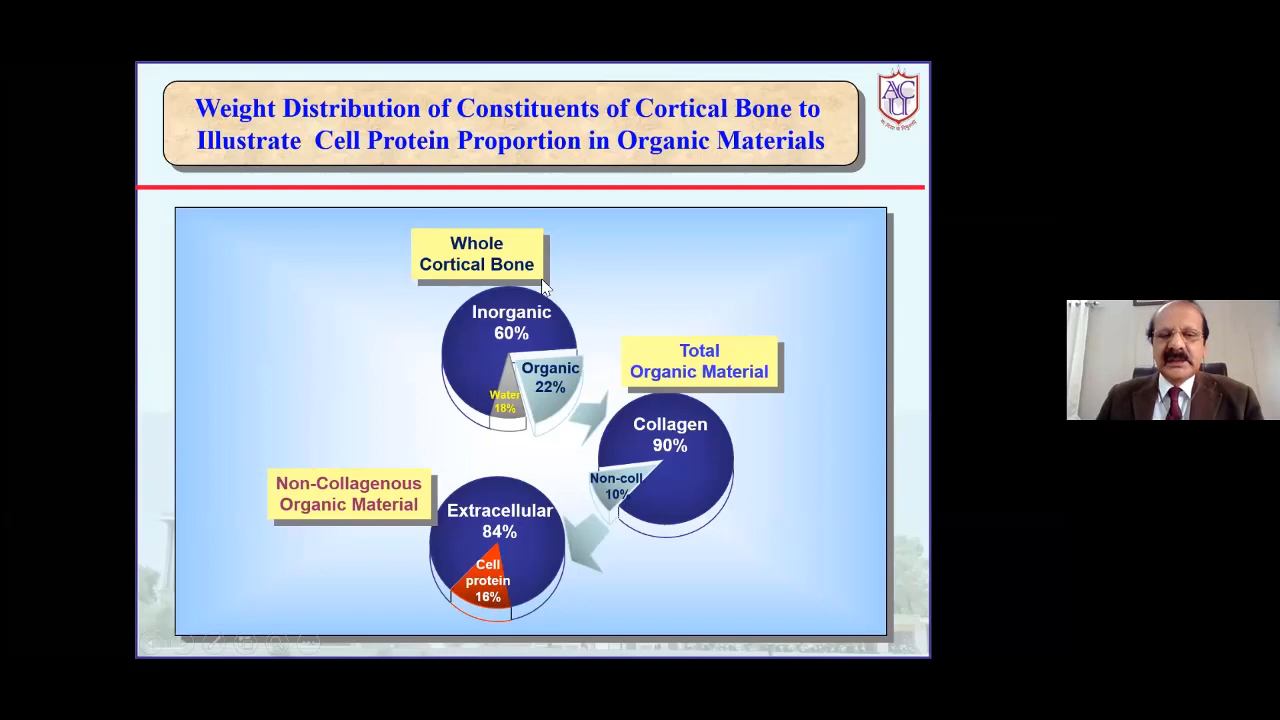 Weight Distribution of Constituents of Cortical Bone to
Illustrate Cell Protein Proportion in Organic Materials
ACU
Whole
Cortical Bone
Inorganic
60%
Organic
22%
Water
18%
Total
Organic Material
Collagen
90%
Non-coll
10%
Non-Collagenous
Organic Material
Extracellular
84%
Cell
protein
16%